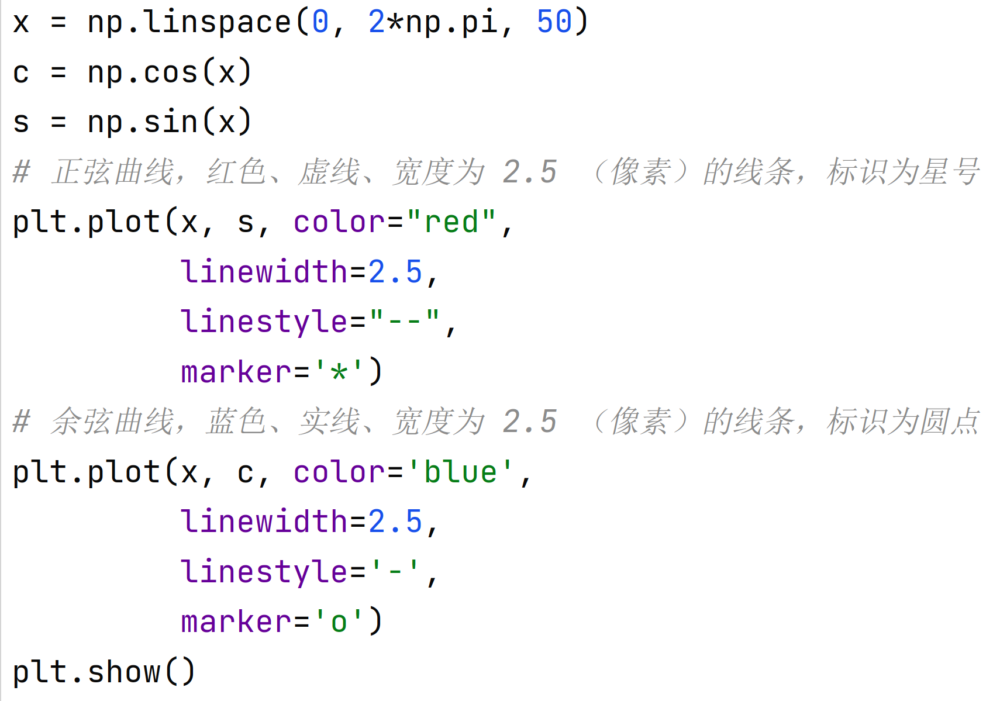 x = np.linspace(0, 2*np.pi, 50)
c = np.cos(x)
s = np.sin(x)
# 正弦曲线，红色、虚线、宽度为 2.5 （像素）的线条，标识为星号
plt.plot(x, s, color="red",
         linewidth=2.5,
         linestyle="--",
         marker='*')
# 余弦曲线，蓝色、实线、宽度为 2.5 （像素）的线条，标识为圆点
plt.plot(x, c, color='blue',
         linewidth=2.5,
         linestyle='-',
         marker='o')
plt.show()